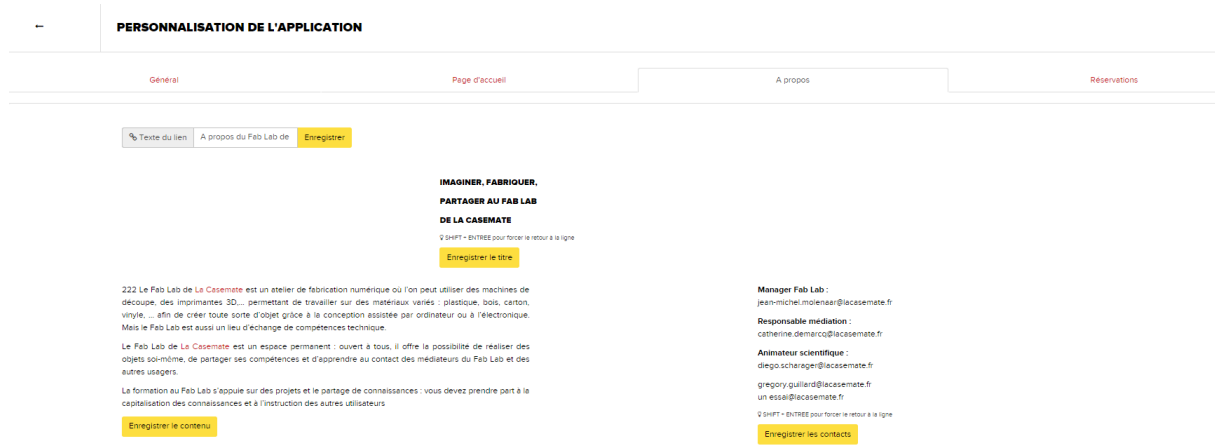 ←
PERSONNALISATION DE L'APPLICATION
Général
Page d'accueil
A propos
Réservations
Texte du lien
A propos du Fab Lab de
Enregistrer
IMAGINER, FABRIQUER,
PARTAGER AU FAB LAB
DE LA CASEMATE
SHIFT + ENTREE pour forcer le retour à la ligne
Enregistrer le titre
222 Le Fab Lab de La Casemate est un atelier de fabrication numérique où l'on peut utiliser des machines de
découpe, des imprimantes 3D,... permettant de travailler sur des matériaux variés : plastique, bois, carton,
vinyle, ... afin de créer toute sorte d'objet grâce à la conception assistée par ordinateur ou à l'électronique.
Mais le Fab Lab est aussi un lieu d'échange de compétences technique.
Le Fab Lab de La Casemate est un espace permanent : ouvert à tous, il offre la possibilité de réaliser des
objets soi-même, de partager ses compétences et d'apprendre au contact des médiateurs du Fab Lab et des
autres usagers.
La formation au Fab Lab s'appuie sur des projets et le partage de connaissances : vous devez prendre part à la
capitalisation des connaissances et à l'instruction des autres utilisateurs
Enregistrer le contenu
Manager Fab Lab :
jean-michel.molenaar@lacasemate.fr
Responsable médiation :
catherine.demarcq@lacasemate.fr
Animateur scientifique :
diego.scharager@lacasemate.fr
gregory.guillard@lacasemate.fr
un essai@lacasemate.fr
SHIFT + ENTREE pour forcer le retour à la ligne
Enregistrer les contacts